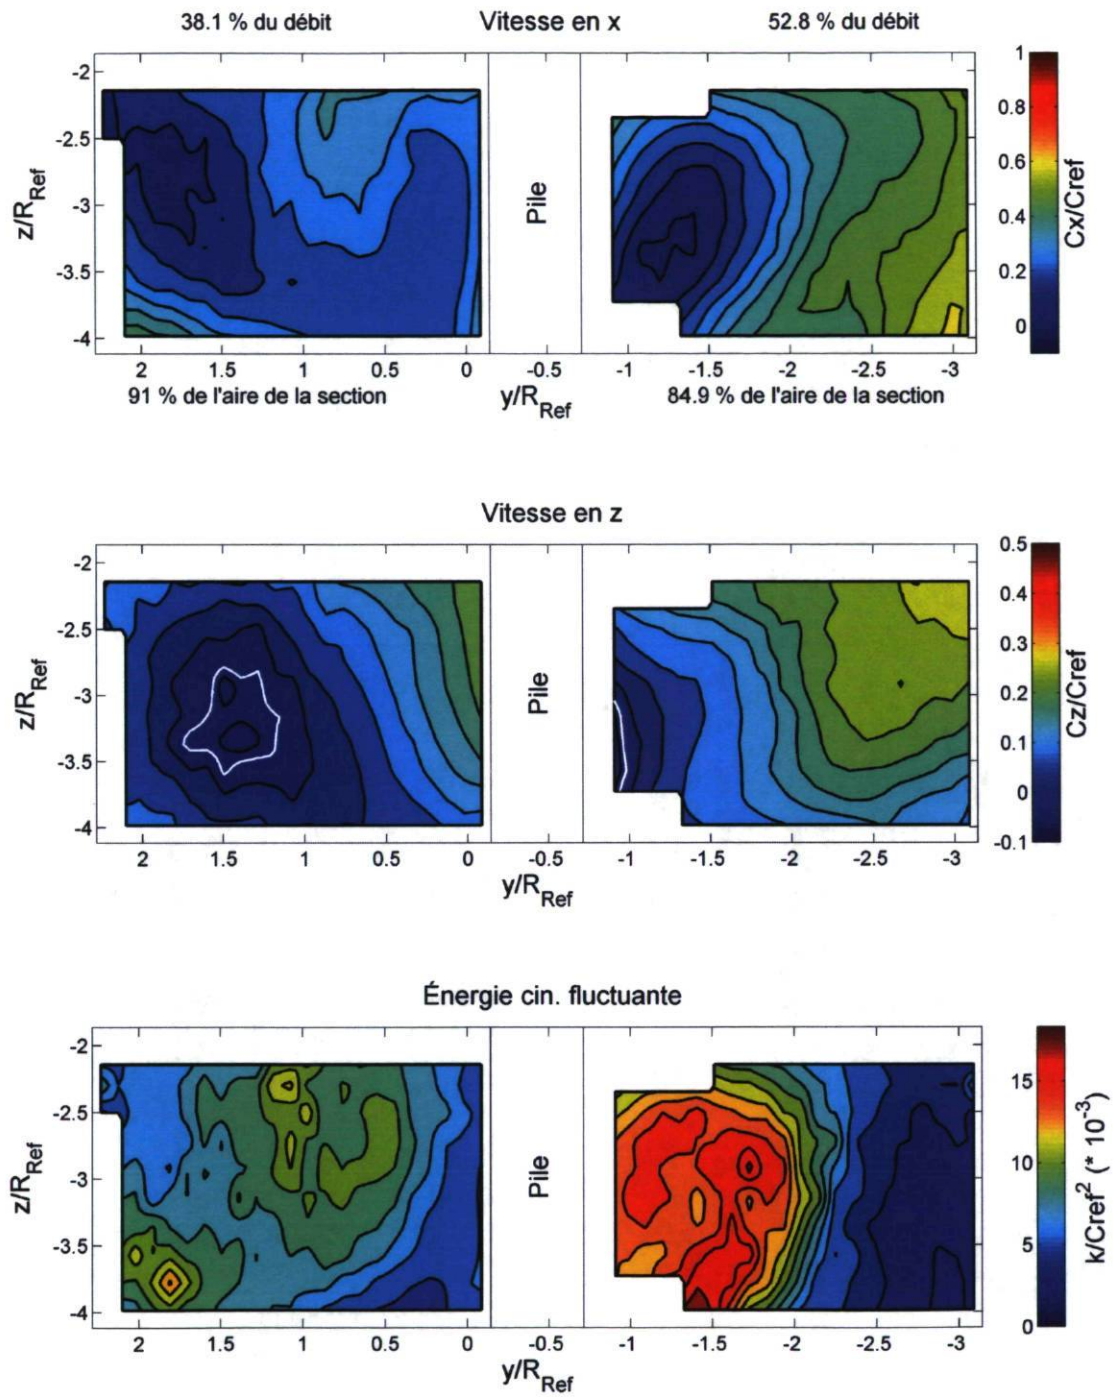 38.1 % du débit Vitesse en x 52.8 % du débit
-2
-2.5
-3
-3.5
-4
z/R_Ref
Pile
2 1.5 1 0.5 0 -0.5 -1 -1.5 -2 -2.5 -3
91 % de l'aire de la section y/R_Ref 84.9 % de l'aire de la section
1
0.8
0.6
0.4
0.2
0
Cx/Cref
Vitesse en z
-2
-2.5
-3
-3.5
-4
z/R_Ref
Pile
2 1.5 1 0.5 0 -0.5 -1 -1.5 -2 -2.5 -3
y/R_Ref
0.5
0.4
0.3
0.2
0.1
0
-0.1
Cz/Cref
Énergie cin. fluctuante
-2
-2.5
-3
-3.5
-4
z/R_Ref
Pile
2 1.5 1 0.5 0 -0.5 -1 -1.5 -2 -2.5 -3
y/R_Ref
15
10
5
0
k/Cref² (* 10⁻³)